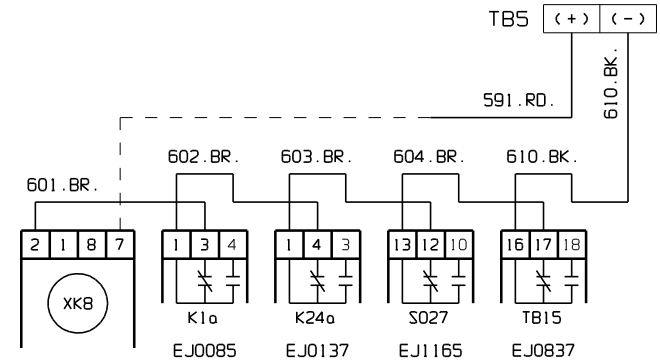 TB5 (+) (-)
591.RD.
610.BK.
602.BR. 603.BR. 604.BR. 610.BK.
601.BR.
2 1 8 7 1 3 4 1 4 3 13 12 10 16 17 18
XK8
K1a K24a S027 TB15
EJ0085 EJ0137 EJ1165 EJ0837